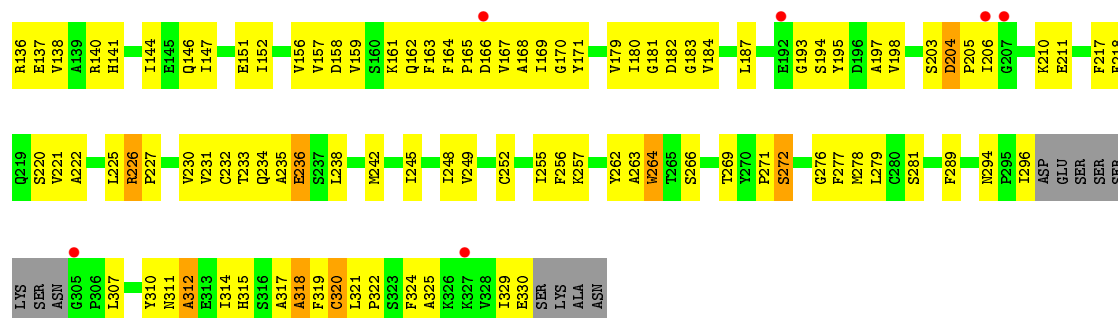 R136 E137 V138 A139 R140 H141 I144 E145 Q146 I147 E151 I152 V156 V157 D158 V159 S160 K161 Q162 F163 F164 P165 D166 V167 A168 I169 G170 Y171 V179 I180 G181 D182 G183 V184 L187 E192 G193 S194 Y195 D196 A197 V198 S203 D204 P205 I206 G207 K210 E211 F217
Q219 S220 V221 A222 L225 R226 P227 V230 V231 C232 T233 Q234 A235 E236 S237 L238 M242 I245 I248 V249 C252 I255 F256 K257 Y262 A263 W264 T265 S266 T269 Y270 P271 S272 G276 F277 M278 L279 C280 S281 F289 N294 P295 I296 ASP GLU SER SER SER
LYS SER ASN G305 P306 L307 Y310 N311 A312 E313 I314 H315 S316 A317 A318 F319 C320 L321 P322 S323 F324 A325 K326 K327 V328 I329 E330 SER LYS ALA ASN